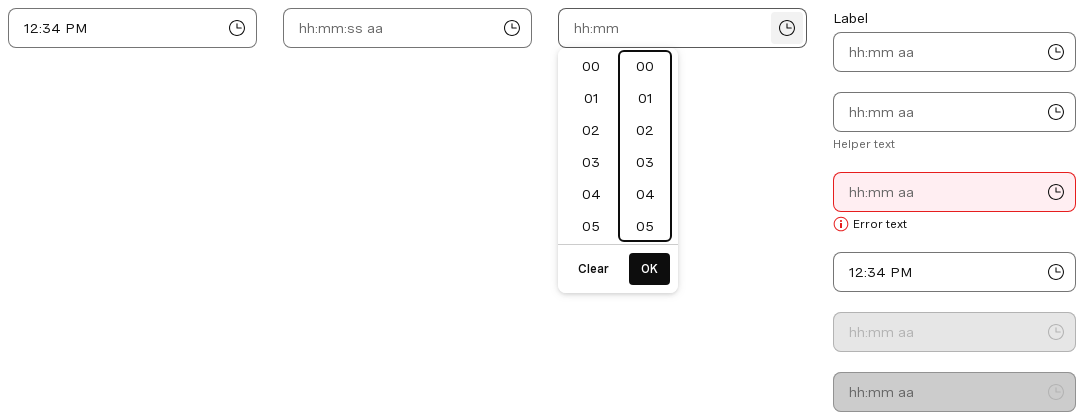 12:34 PM
hh:mm:ss aa
hh:mm
00 00
01 01
02 02
03 03
04 04
05 05
Clear OK
Label
hh:mm aa
hh:mm aa
Helper text
hh:mm aa
Error text
12:34 PM
hh:mm aa
hh:mm aa